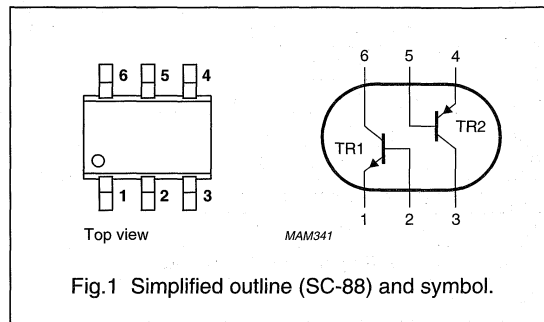 6 5 4
1 2 3
Top view
6 5 4
TR1 TR2
1 2 3
MAM341
Fig.1 Simplified outline (SC-88) and symbol.